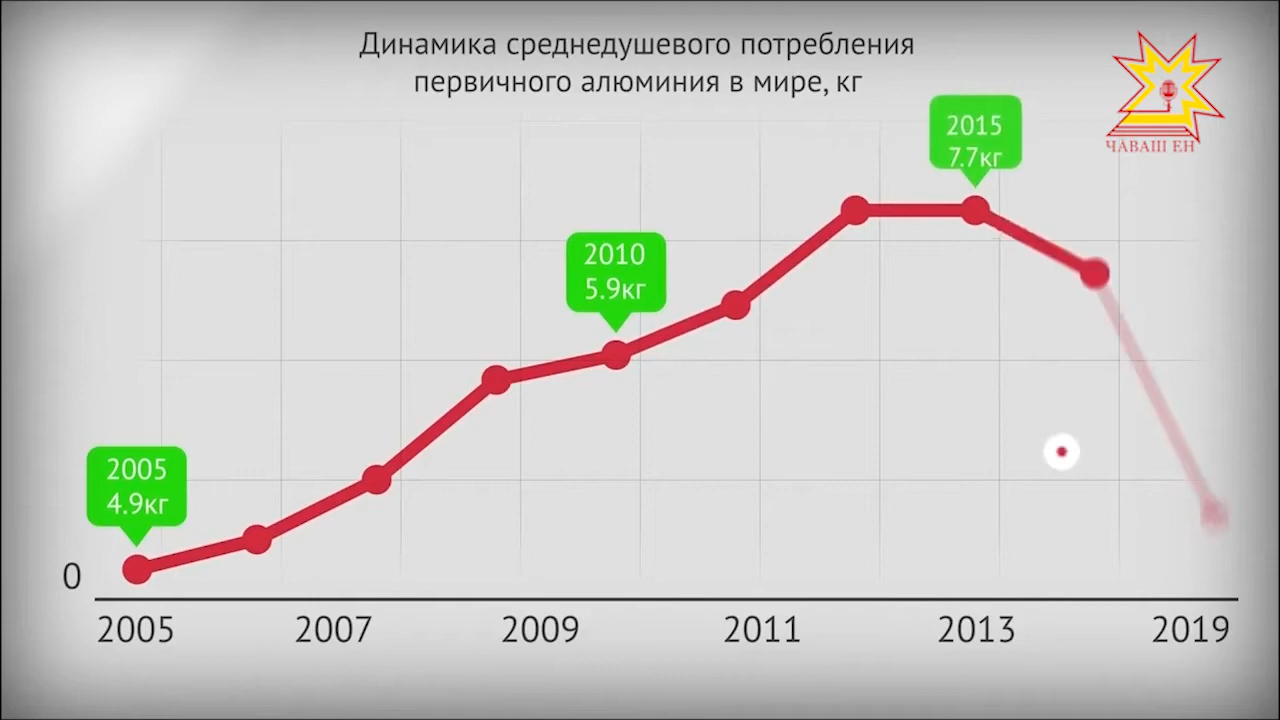 Динамика среднедушевого потребления
первичного алюминия в мире, кг
ЧӐВАШ ЕН
2015
7.7кг
2010
5.9кг
2005
4.9кг
0
2005 2007 2009 2011 2013 2019